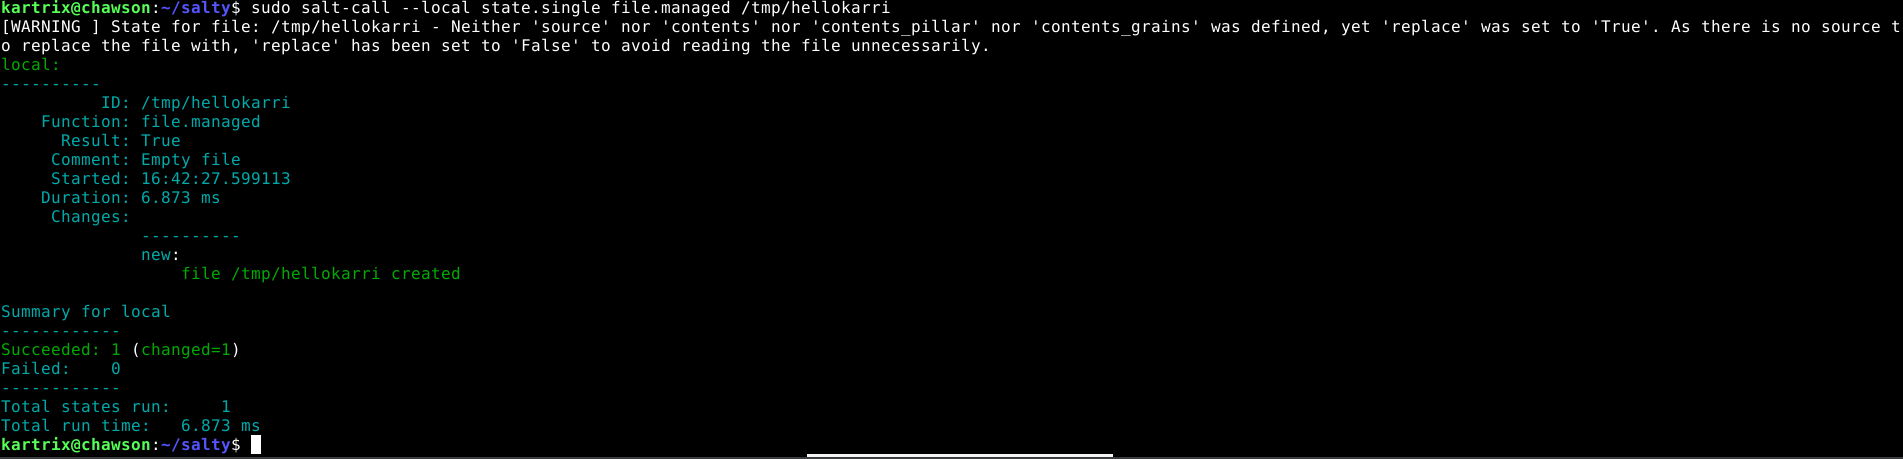 kartrix@chawson:~/salty$ sudo salt-call --local state.single file.managed /tmp/hellokarri
[WARNING ] State for file: /tmp/hellokarri - Neither 'source' nor 'contents' nor 'contents_pillar' nor 'contents_grains' was defined, yet 'replace' was set to 'True'. As there is no source t
o replace the file with, 'replace' has been set to 'False' to avoid reading the file unnecessarily.
local:
----------
          ID: /tmp/hellokarri
    Function: file.managed
      Result: True
     Comment: Empty file
     Started: 16:42:27.599113
    Duration: 6.873 ms
     Changes:
              ----------
              new:
                  file /tmp/hellokarri created

Summary for local
------------
Succeeded: 1 (changed=1)
Failed:    0
------------
Total states run:     1
Total run time:   6.873 ms
kartrix@chawson:~/salty$